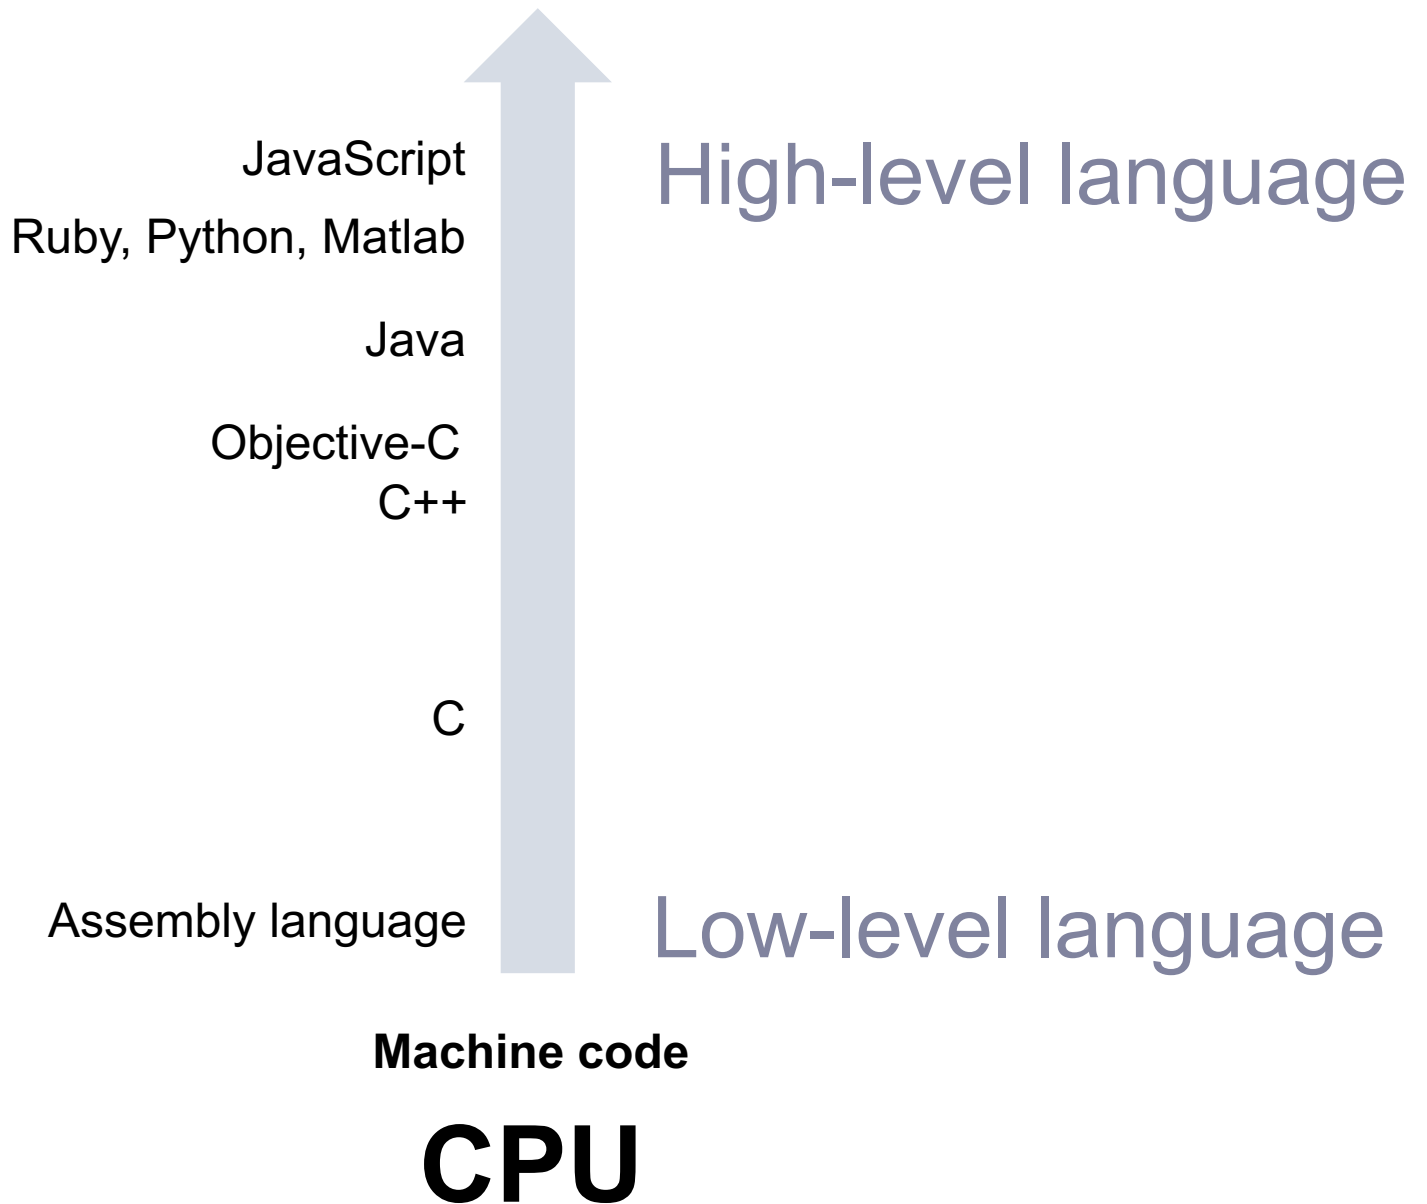 JavaScript
High-level language
Ruby, Python, Matlab
Java
Objective-C
C++
C
Assembly language
Low-level language
Machine code
CPU